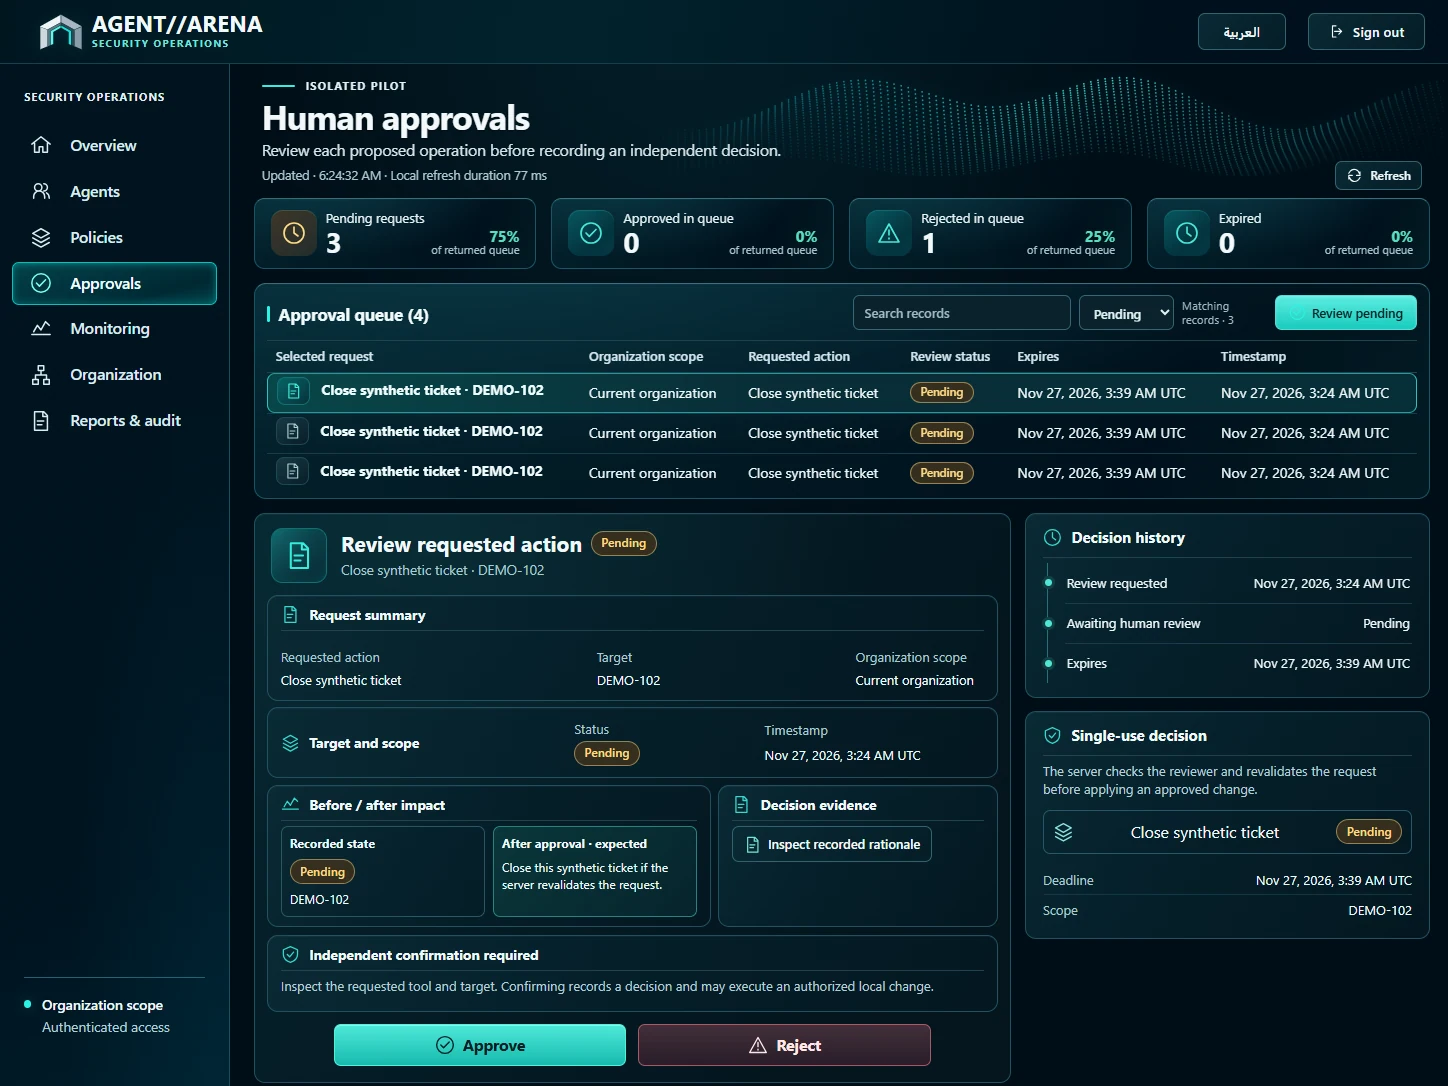 AGENT//ARENA
SECURITY OPERATIONS
العربية
Sign out
SECURITY OPERATIONS
Overview
Agents
Policies
Approvals
Monitoring
Organization
Reports & audit
Organization scope
Authenticated access
ISOLATED PILOT
Human approvals
Review each proposed operation before recording an independent decision.
Updated · 6:24:32 AM · Local refresh duration 77 ms
Refresh
Pending requests
3
75%
of returned queue
Approved in queue
0
0%
of returned queue
Rejected in queue
1
25%
of returned queue
Expired
0
0%
of returned queue
Approval queue (4)
Search records
Pending
Matching
records · 3
Review pending
Selected request Organization scope Requested action Review status Expires Timestamp
Close synthetic ticket · DEMO-102 Current organization Close synthetic ticket Pending Nov 27, 2026, 3:39 AM UTC Nov 27, 2026, 3:24 AM UTC
Close synthetic ticket · DEMO-102 Current organization Close synthetic ticket Pending Nov 27, 2026, 3:39 AM UTC Nov 27, 2026, 3:24 AM UTC
Close synthetic ticket · DEMO-102 Current organization Close synthetic ticket Pending Nov 27, 2026, 3:39 AM UTC Nov 27, 2026, 3:24 AM UTC
Review requested action Pending
Close synthetic ticket · DEMO-102
Request summary
Requested action Target Organization scope
Close synthetic ticket DEMO-102 Current organization
Target and scope
Status
Pending
Timestamp
Nov 27, 2026, 3:24 AM UTC
Before / after impact
Recorded state
Pending
DEMO-102
After approval · expected
Close this synthetic ticket if the
server revalidates the request.
Decision evidence
Inspect recorded rationale
Independent confirmation required
Inspect the requested tool and target. Confirming records a decision and may execute an authorized local change.
Approve
Reject
Decision history
Review requested Nov 27, 2026, 3:24 AM UTC
Awaiting human review Pending
Expires Nov 27, 2026, 3:39 AM UTC
Single-use decision
The server checks the reviewer and revalidates the request
before applying an approved change.
Close synthetic ticket Pending
Deadline Nov 27, 2026, 3:39 AM UTC
Scope DEMO-102